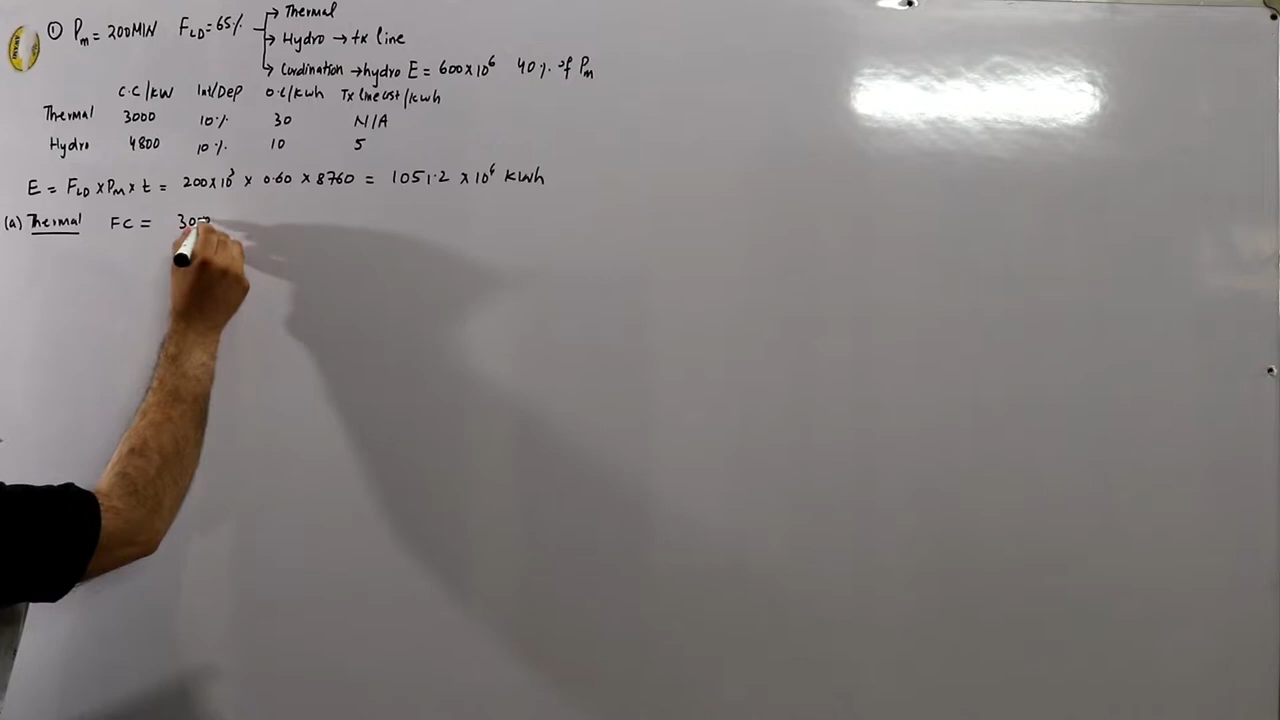 ① Pm = 200MW FLD = 65% → Thermal
→ Hydro → tx line
→ Cordination → hydro E = 600×10⁶ 40% of Pm
C.C/KW Int/Dep O.C/KWh Tx line cost/KWh
Thermal 3000 10% 30 N/A
Hydro 4800 10% 10 5
E = FLD × PM × t = 200×10³ × 0.60 × 8760 = 1051.2 ×10⁶ KWh
(a) Thermal FC = 300